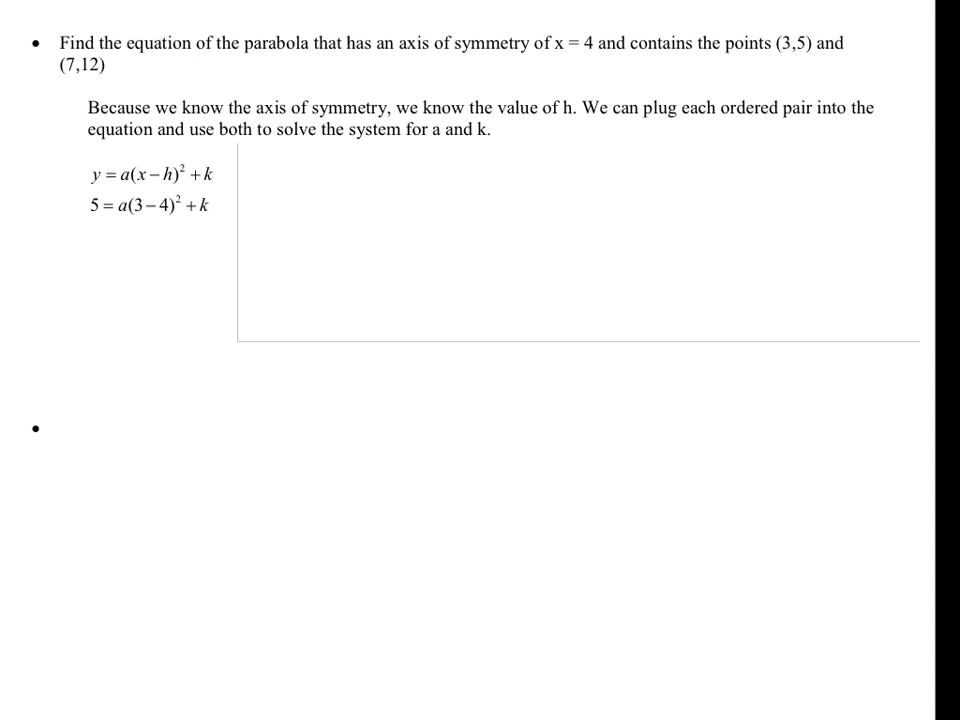 • Find the equation of the parabola that has an axis of symmetry of x = 4 and contains the points (3,5) and
(7,12)
Because we know the axis of symmetry, we know the value of h. We can plug each ordered pair into the
equation and use both to solve the system for a and k.
y = a(x − h)² + k
5 = a(3 − 4)² + k
•